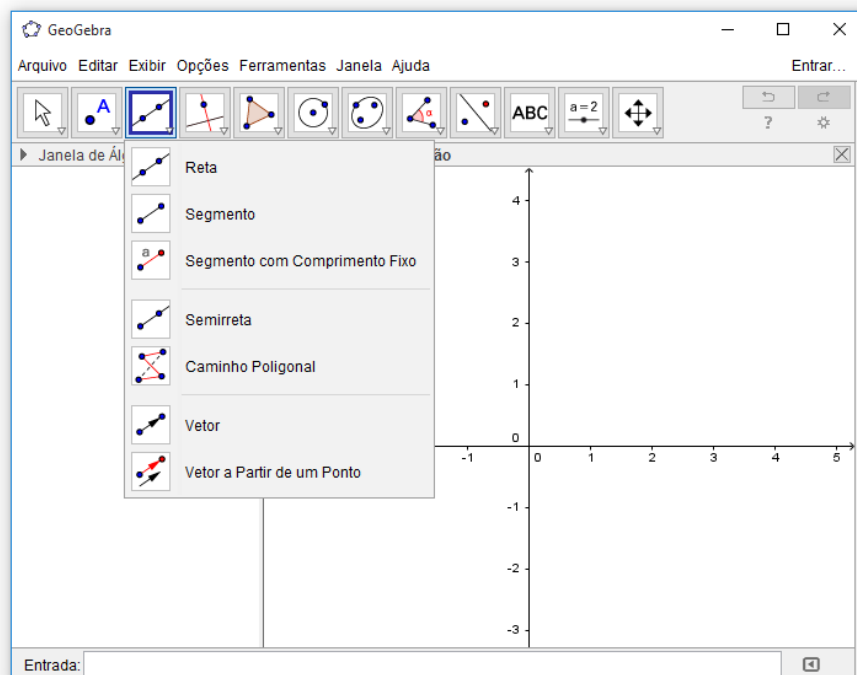 GeoGebra
Arquivo Editar Exibir Opções Ferramentas Janela Ajuda Entrar...
A α ABC a=2 ?
Janela de Ál ão
Reta
Segmento
a
Segmento com Comprimento Fixo
Semirreta
Caminho Poligonal
Vetor
Vetor a Partir de um Ponto
4
3
2
1
0
-1 0 1 2 3 4 5
-1
-2
-3
Entrada: